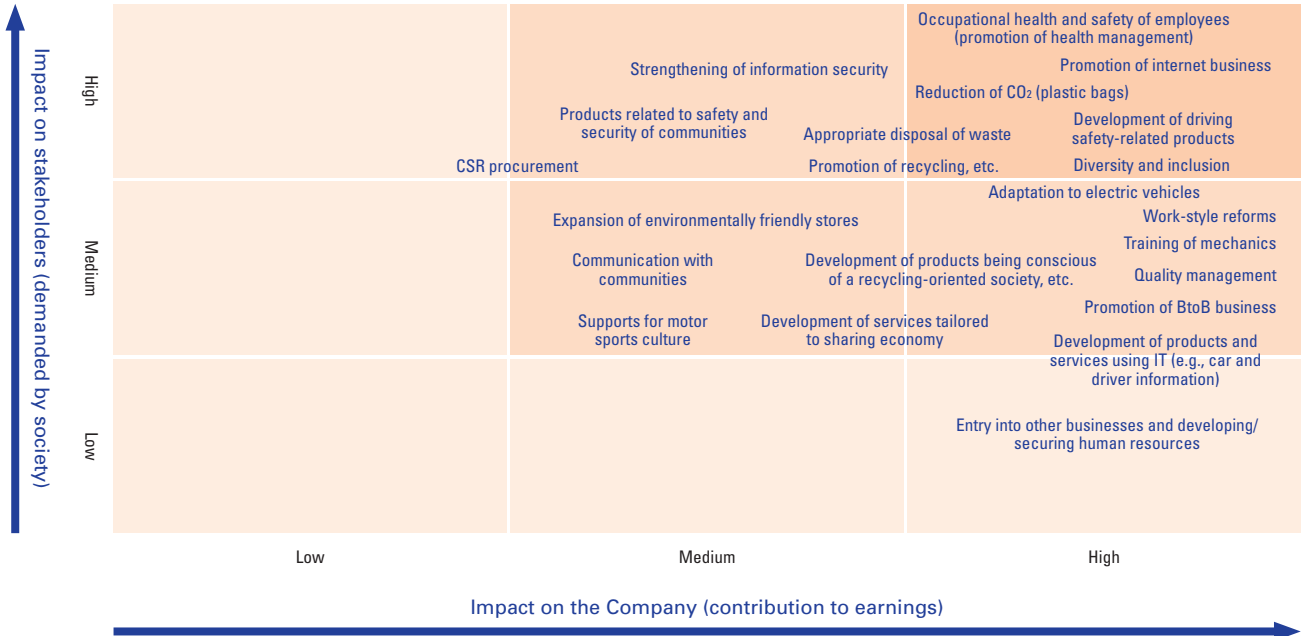 Impact on stakeholders (demanded by society)
High
Medium
Low
Occupational health and safety of employees
(promotion of health management)
Strengthening of information security
Promotion of internet business
Reduction of CO₂ (plastic bags)
Products related to safety and
security of communities
Appropriate disposal of waste
Development of driving
safety-related products
CSR procurement
Promotion of recycling, etc.
Diversity and inclusion
Adaptation to electric vehicles
Expansion of environmentally friendly stores
Work-style reforms
Training of mechanics
Communication with
communities
Development of products being conscious
of a recycling-oriented society, etc.
Quality management
Promotion of BtoB business
Supports for motor
sports culture
Development of services tailored
to sharing economy
Development of products and
services using IT (e.g., car and
driver information)
Entry into other businesses and developing/
securing human resources
Low
Medium
High
Impact on the Company (contribution to earnings)